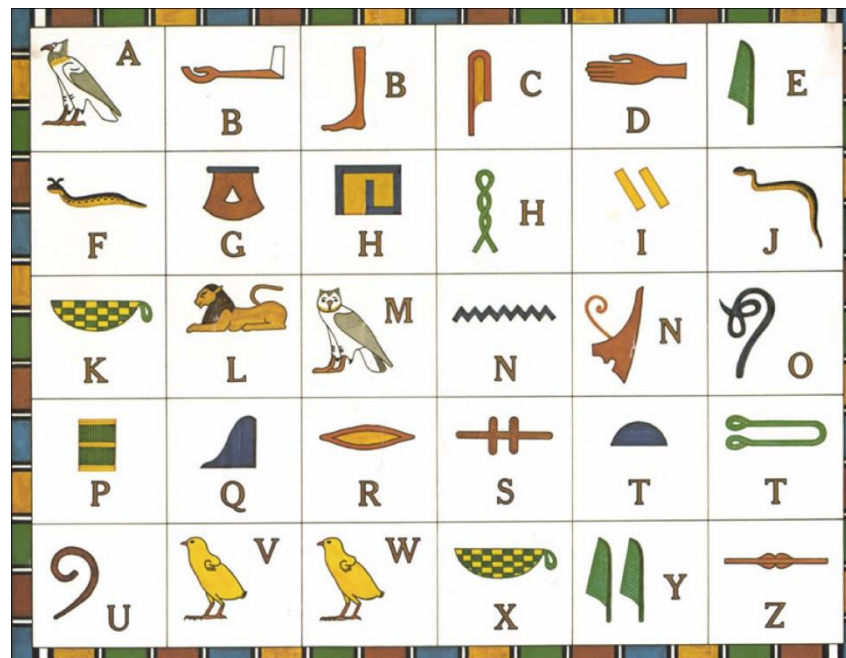 A B B C D E
F G H H I J
K L M N N O
P Q R S T T
U V W X Y Z